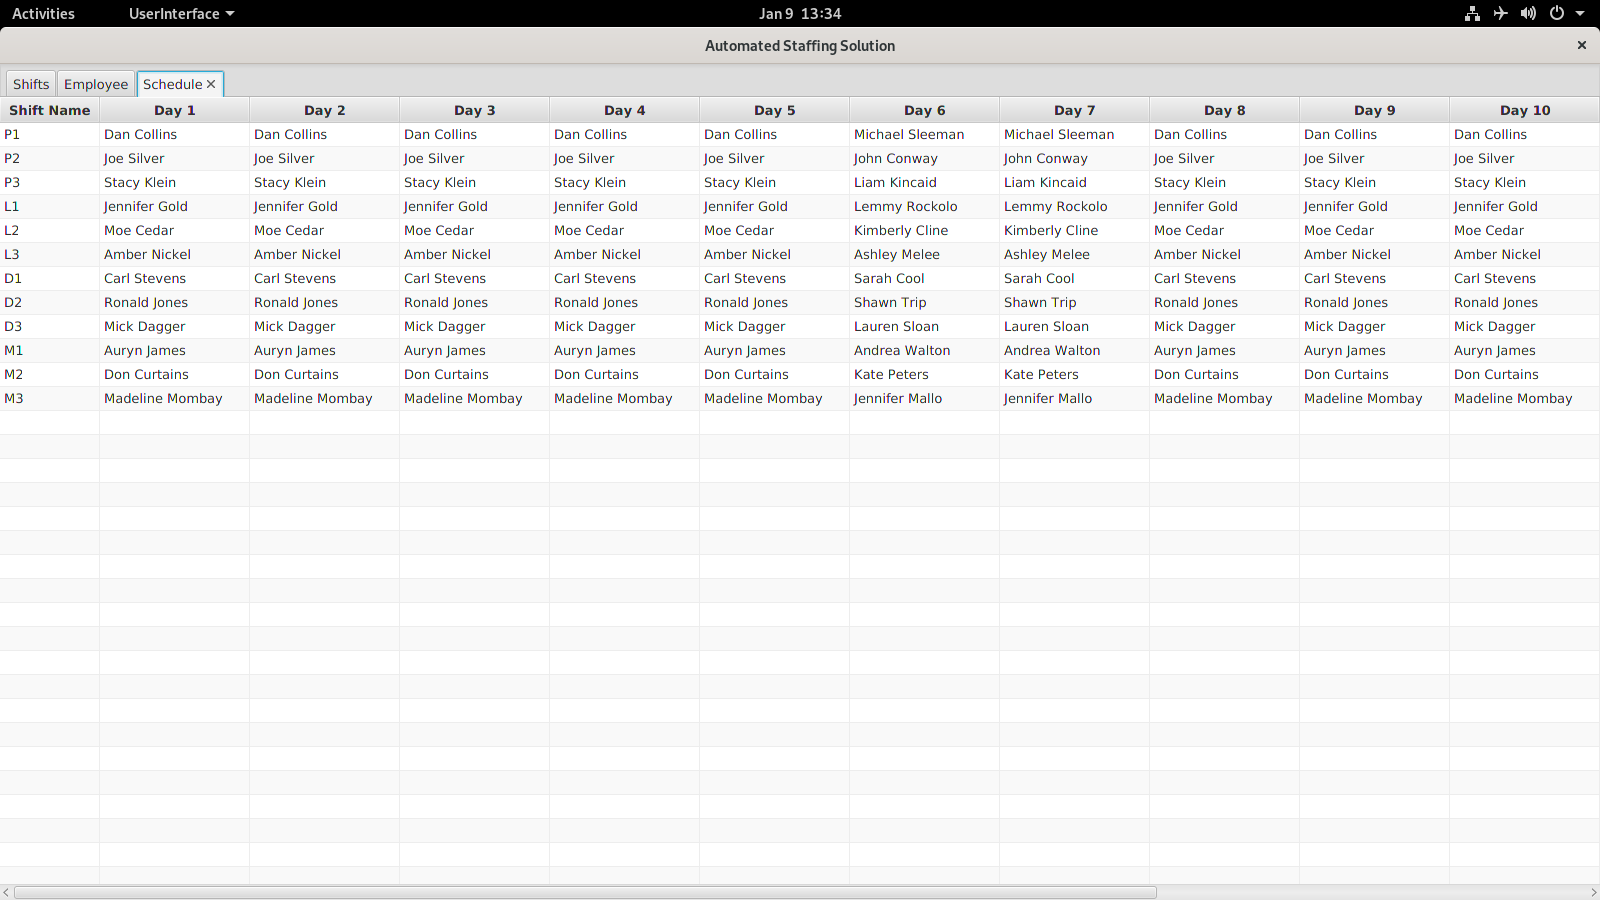 Activities UserInterface Jan 9 13:34
Automated Staffing Solution
Shifts Employee Schedule
Shift Name Day 1 Day 2 Day 3 Day 4 Day 5 Day 6 Day 7 Day 8 Day 9 Day 10
P1 Dan Collins Dan Collins Dan Collins Dan Collins Dan Collins Michael Sleeman Michael Sleeman Dan Collins Dan Collins Dan Collins
P2 Joe Silver Joe Silver Joe Silver Joe Silver Joe Silver John Conway John Conway Joe Silver Joe Silver Joe Silver
P3 Stacy Klein Stacy Klein Stacy Klein Stacy Klein Stacy Klein Liam Kincaid Liam Kincaid Stacy Klein Stacy Klein Stacy Klein
L1 Jennifer Gold Jennifer Gold Jennifer Gold Jennifer Gold Jennifer Gold Lemmy Rockolo Lemmy Rockolo Jennifer Gold Jennifer Gold Jennifer Gold
L2 Moe Cedar Moe Cedar Moe Cedar Moe Cedar Moe Cedar Kimberly Cline Kimberly Cline Moe Cedar Moe Cedar Moe Cedar
L3 Amber Nickel Amber Nickel Amber Nickel Amber Nickel Amber Nickel Ashley Melee Ashley Melee Amber Nickel Amber Nickel Amber Nickel
D1 Carl Stevens Carl Stevens Carl Stevens Carl Stevens Carl Stevens Sarah Cool Sarah Cool Carl Stevens Carl Stevens Carl Stevens
D2 Ronald Jones Ronald Jones Ronald Jones Ronald Jones Ronald Jones Shawn Trip Shawn Trip Ronald Jones Ronald Jones Ronald Jones
D3 Mick Dagger Mick Dagger Mick Dagger Mick Dagger Mick Dagger Lauren Sloan Lauren Sloan Mick Dagger Mick Dagger Mick Dagger
M1 Auryn James Auryn James Auryn James Auryn James Auryn James Andrea Walton Andrea Walton Auryn James Auryn James Auryn James
M2 Don Curtains Don Curtains Don Curtains Don Curtains Don Curtains Kate Peters Kate Peters Don Curtains Don Curtains Don Curtains
M3 Madeline Mombay Madeline Mombay Madeline Mombay Madeline Mombay Madeline Mombay Jennifer Mallo Jennifer Mallo Madeline Mombay Madeline Mombay Madeline Mombay